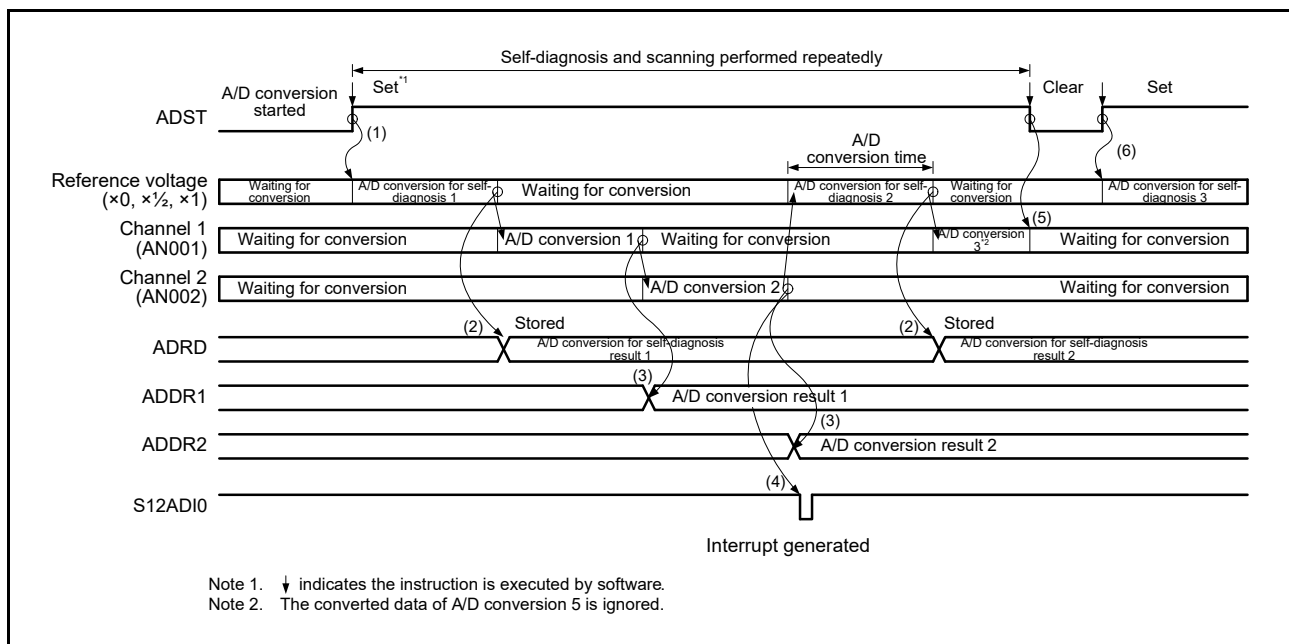 Self-diagnosis and scanning performed repeatedly
A/D conversion
started
Set*1
Clear
Set
ADST
(1)
A/D
conversion time
(6)
Reference voltage
(×0, ×½, ×1)
Waiting for
conversion
A/D conversion for self-
diagnosis 1
Waiting for conversion
A/D conversion for self-
diagnosis 2
Waiting for
conversion
A/D conversion for self-
diagnosis 3
(5)
Channel 1
(AN001)
Waiting for conversion
A/D conversion 1
Waiting for conversion
A/D conversion
3*2
Waiting for conversion
Channel 2
(AN002)
Waiting for conversion
A/D conversion 2
Waiting for conversion
(2)
Stored
(2)
Stored
ADRD
A/D conversion for self-diagnosis
result 1
A/D conversion for self-diagnosis
result 2
(3)
ADDR1
A/D conversion result 1
(3)
ADDR2
A/D conversion result 2
(4)
S12ADI0
Interrupt generated
Note 1. ↓ indicates the instruction is executed by software.
Note 2. The converted data of A/D conversion 5 is ignored.